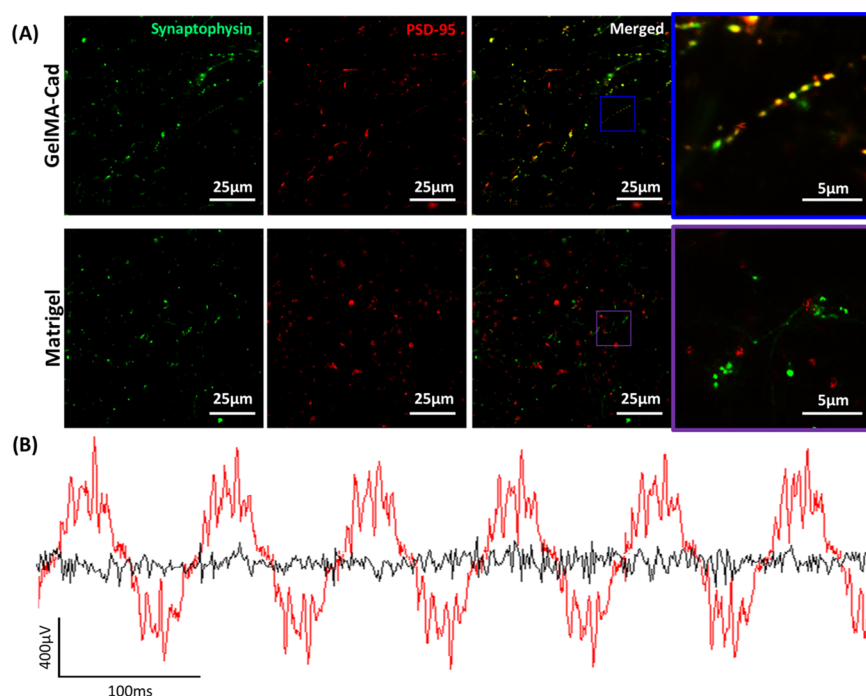 (A)
Synaptophysin PSD-95 Merged
GelMA-Cad
25µm 25µm 25µm 5µm
Matrigel
25µm 25µm 25µm 5µm
(B)
400µV
100ms